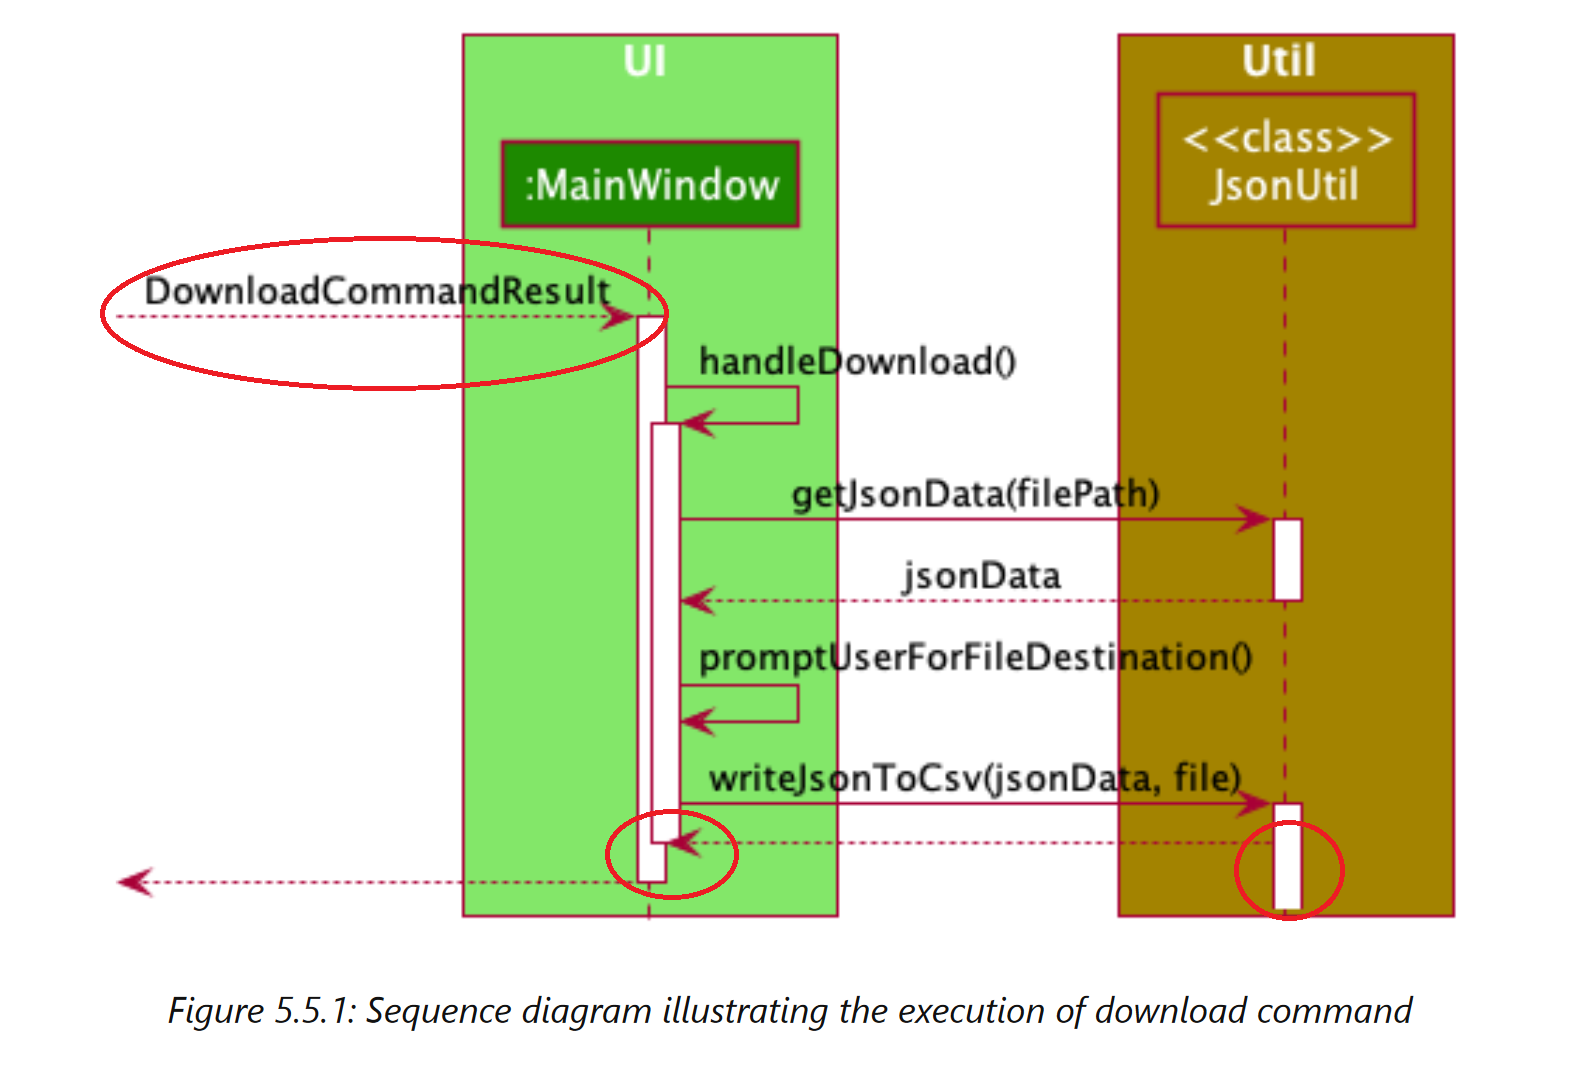 UI
Util
<<class>>
JsonUtil
:MainWindow
DownloadCommandResult
handleDownload()
getJsonData(filePath)
jsonData
promptUserForFileDestination()
writeJsonToCsv(jsonData, file)
Figure 5.5.1: Sequence diagram illustrating the execution of download command